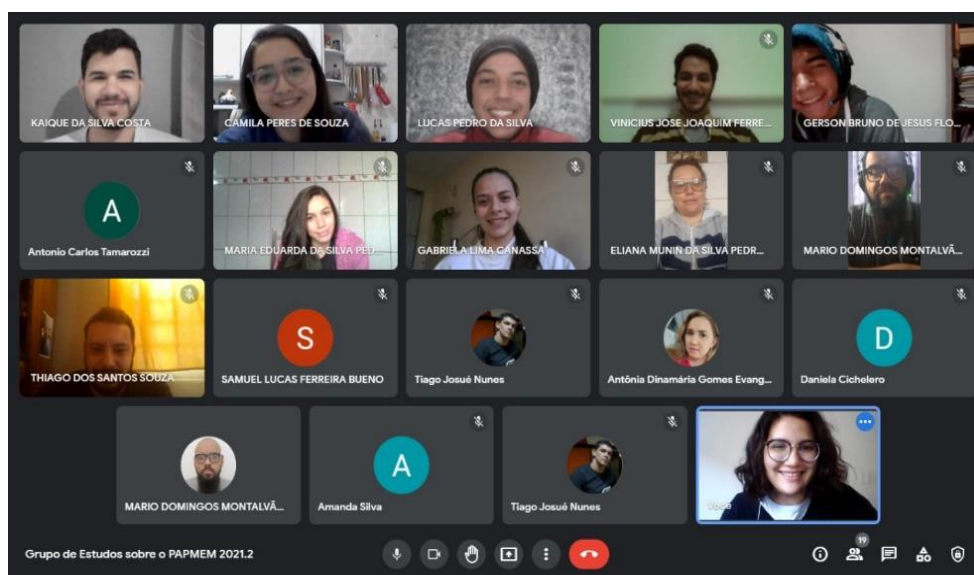 KAIQUE DA SILVA COSTA
CAMILA PERES DE SOUZA
LUCAS PEDRO DA SILVA
VINICIUS JOSE JOAQUIM FERRE...
GERSON BRUNO DE JESUS FLO...
A
Antonio Carlos Tamarozzi
MARIA EDUARDA DA SILVA PED...
GABRIELA LIMA CANASSA
ELIANA MUNIN DA SILVA PEDR...
MARIO DOMINGOS MONTALVÃ...
THIAGO DOS SANTOS SOUZA
S
SAMUEL LUCAS FERREIRA BUENO
Tiago Josué Nunes
Antônia Dinamária Gomes Evang...
D
Daniela Cichelero
MARIO DOMINGOS MONTALVÃ...
A
Amanda Silva
Tiago Josué Nunes
Você
Grupo de Estudos sobre o PAPMEM 2021.2
19